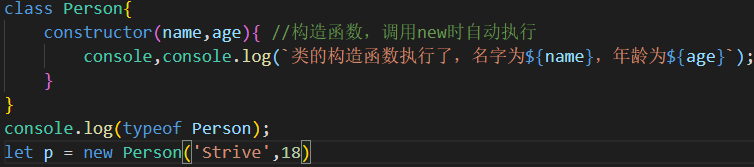 class Person{
    constructor(name,age){ //构造函数，调用new时自动执行
        console,console.log(`类的构造函数执行了，名字为${name}，年龄为${age}`);
    }
}
console.log(typeof Person);
let p = new Person('Strive',18)